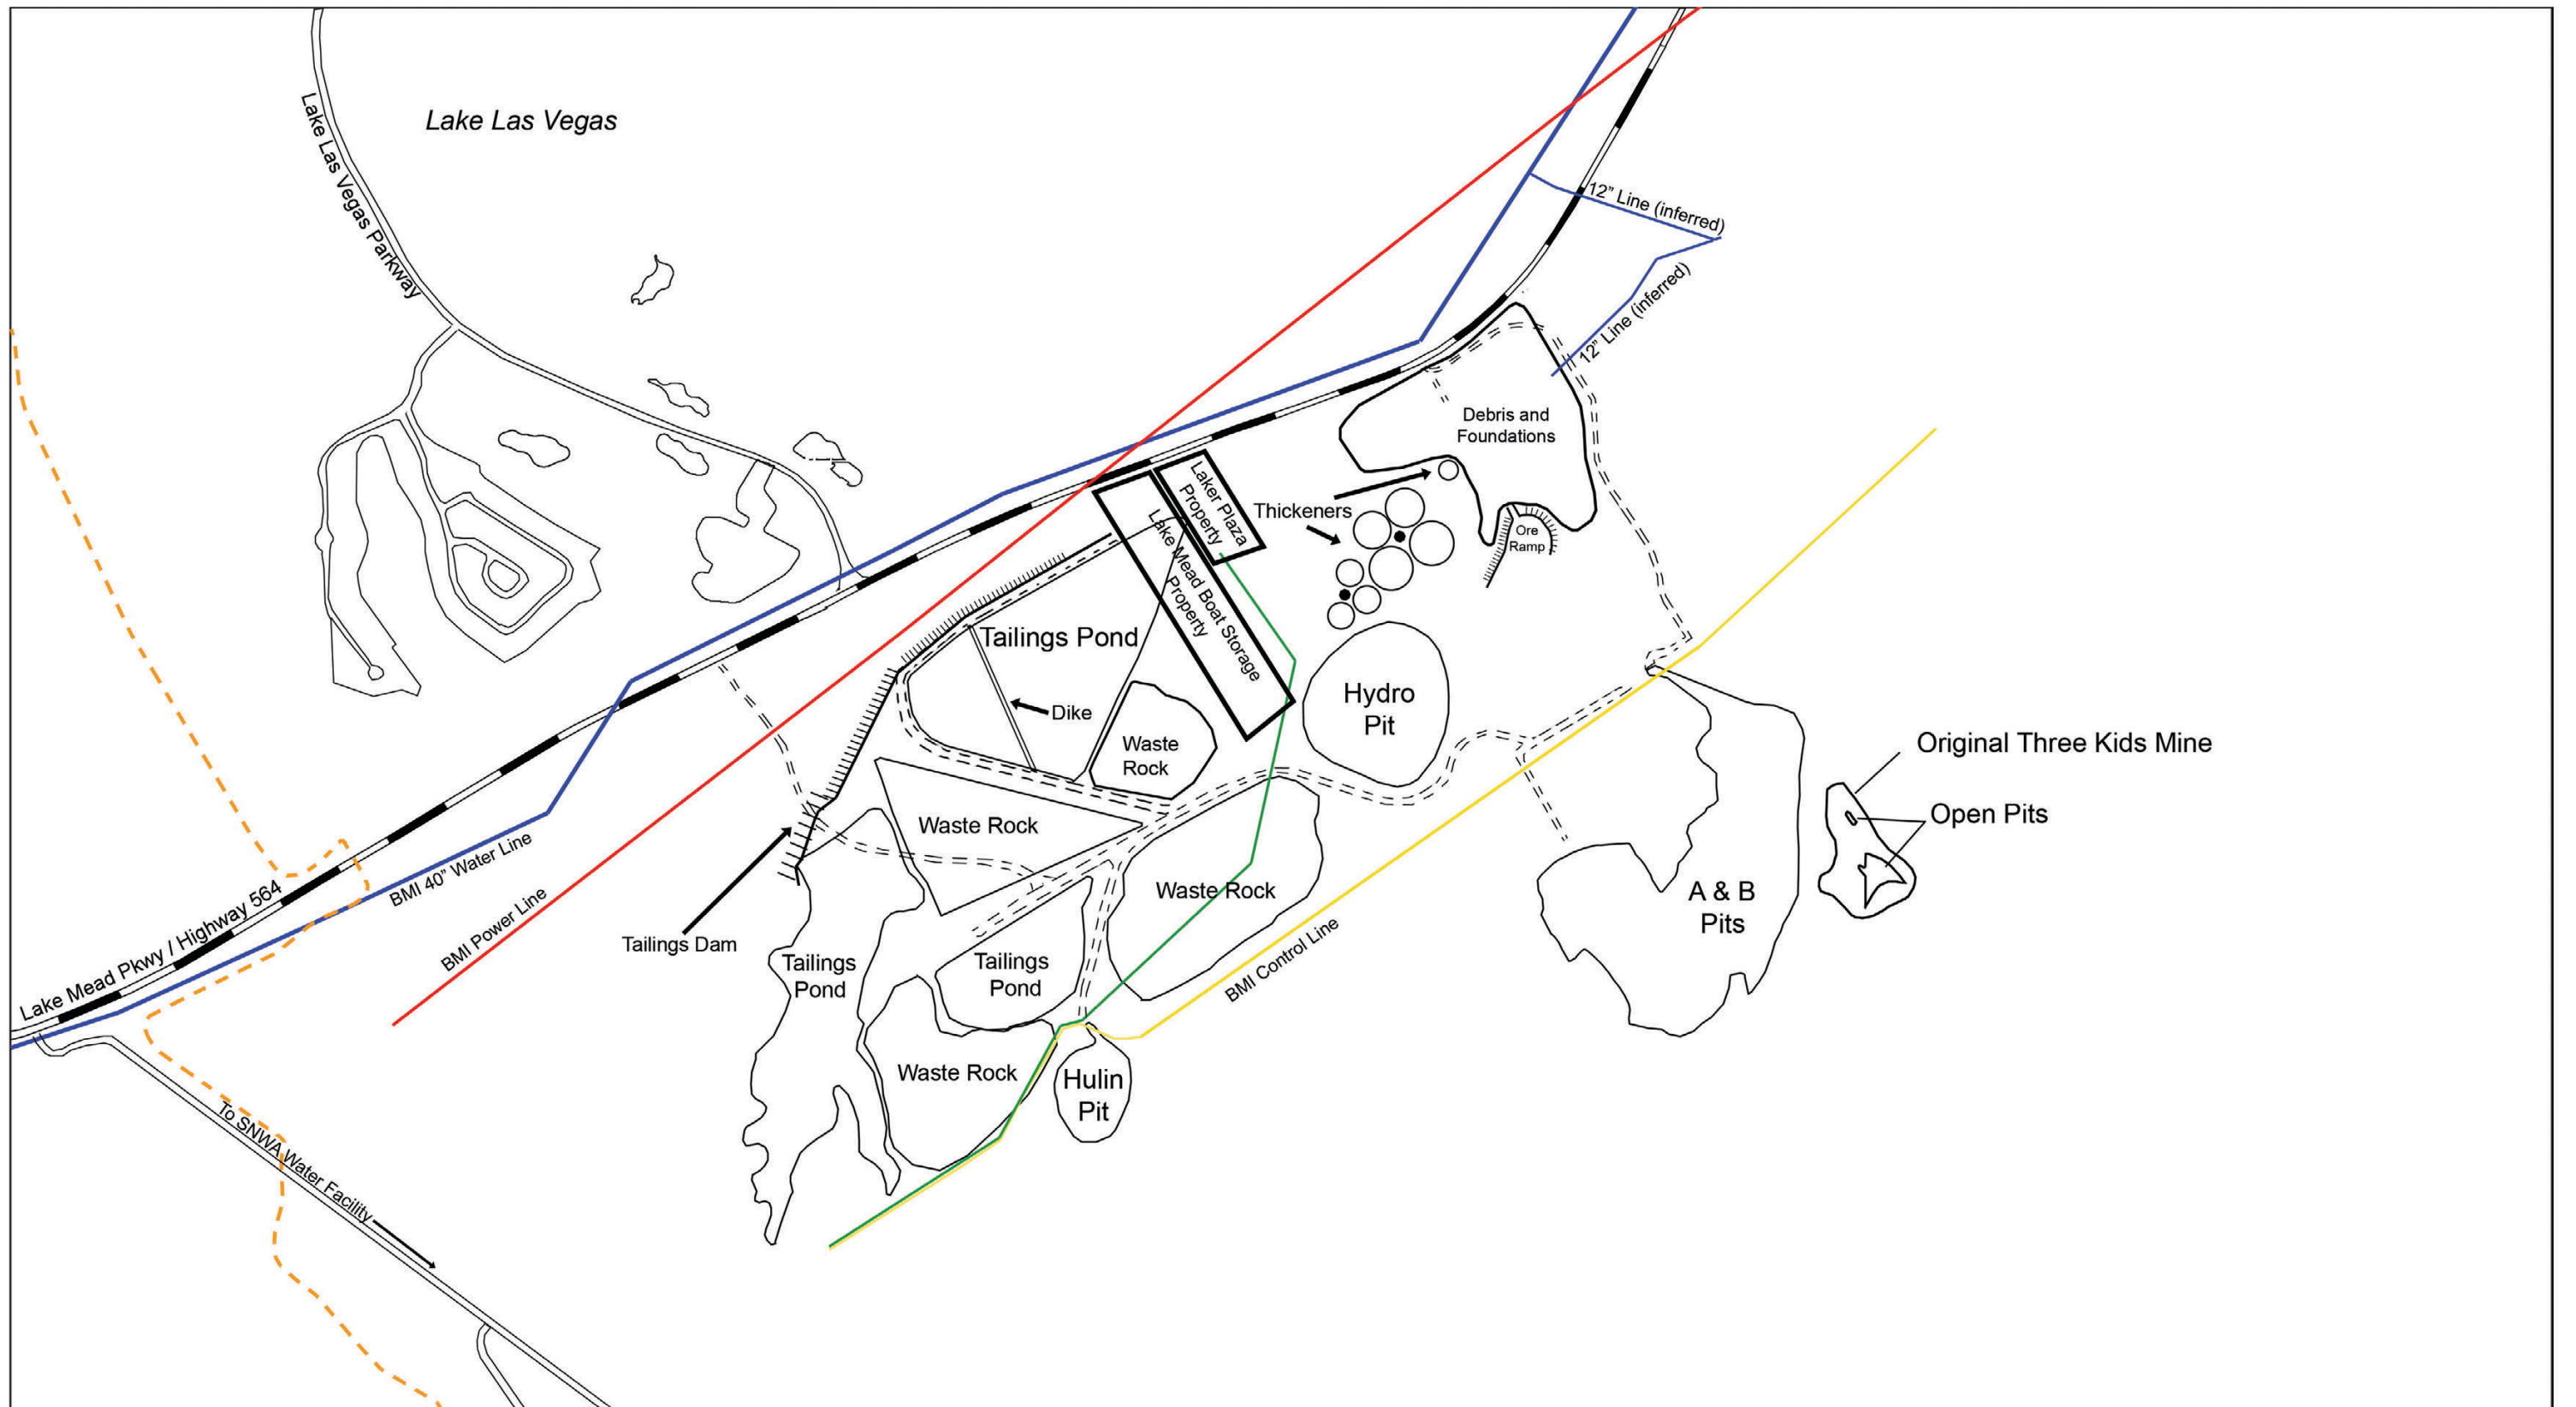 Lake Las Vegas
Lake Las Vegas Parkway
12” Line (inferred)
12” Line (inferred)
Debris and
Foundations
Laker Plaza
Property
Thickeners
Ore
Ramp
Lake Mead Boat Storage
Property
Tailings Pond
Dike
Hydro
Pit
Waste
Rock
Original Three Kids Mine
Open Pits
Waste Rock
BMI 40” Water Line
Lake Mead Pkwy / Highway 564
BMI Power Line
Tailings Dam
Waste Rock
A & B
Pits
Tailings
Pond
Tailings
Pond
BMI Control Line
Waste Rock
Hulin
Pit
To SNWA Water Facility